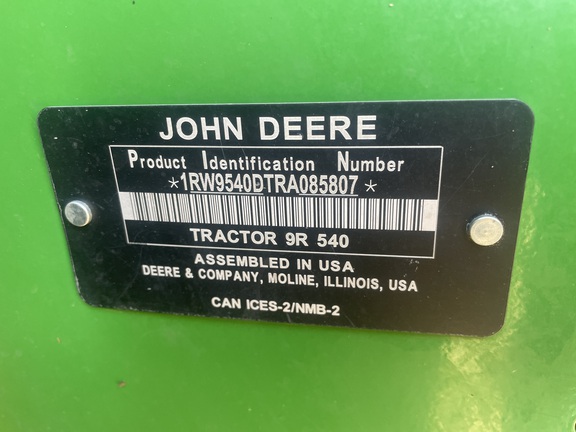 JOHN DEERE
Product Identification Number
*1RW9540DTRA085807*
TRACTOR 9R 540
ASSEMBLED IN USA
DEERE & COMPANY, MOLINE, ILLINOIS, USA
CAN ICES-2/NMB-2